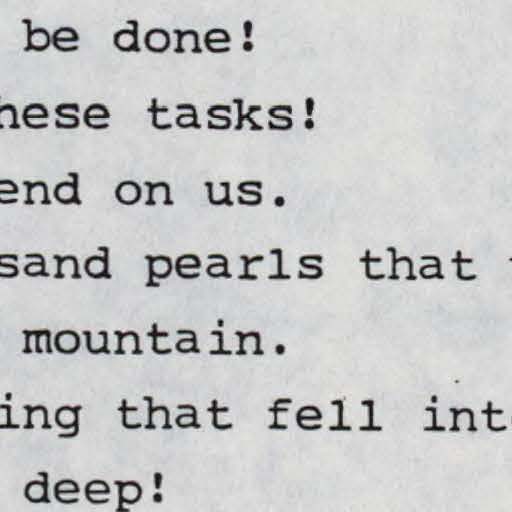 be done!
hese tasks!
end on us.
sand pearls that
mountain.
ing that fell int
deep!